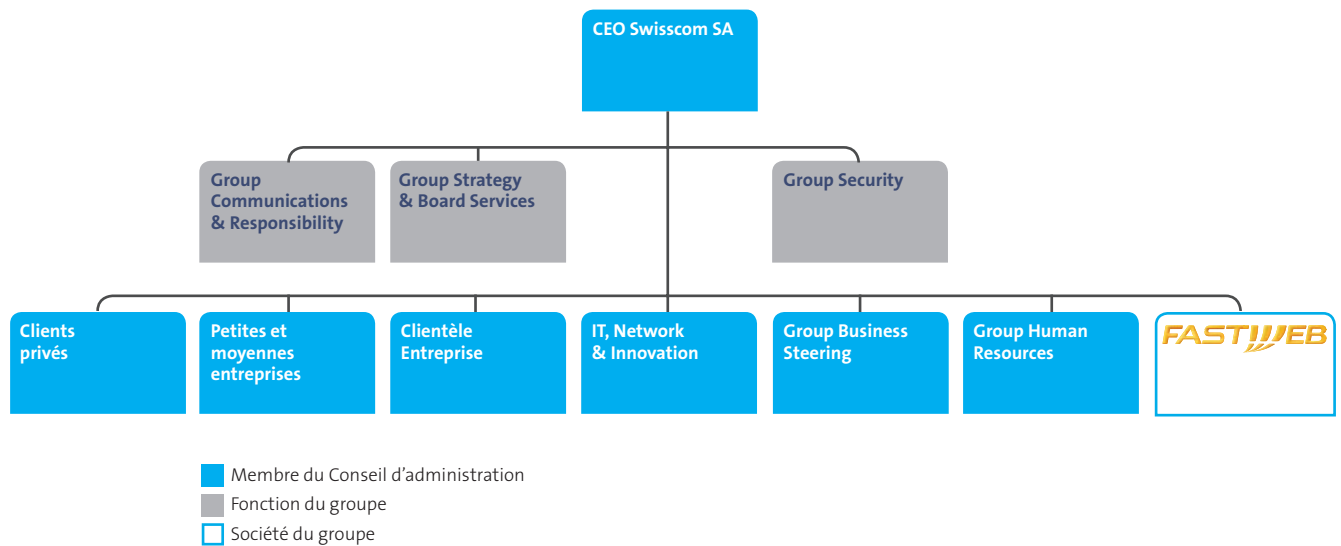 CEO Swisscom SA
Group
Communications
& Responsibility
Group Strategy
& Board Services
Group Security
Clients
privés
Petites et
moyennes
entreprises
Clientèle
Entreprise
IT, Network
& Innovation
Group Business
Steering
Group Human
Resources
FASTWEB
Membre du Conseil d'administration
Fonction du groupe
Société du groupe